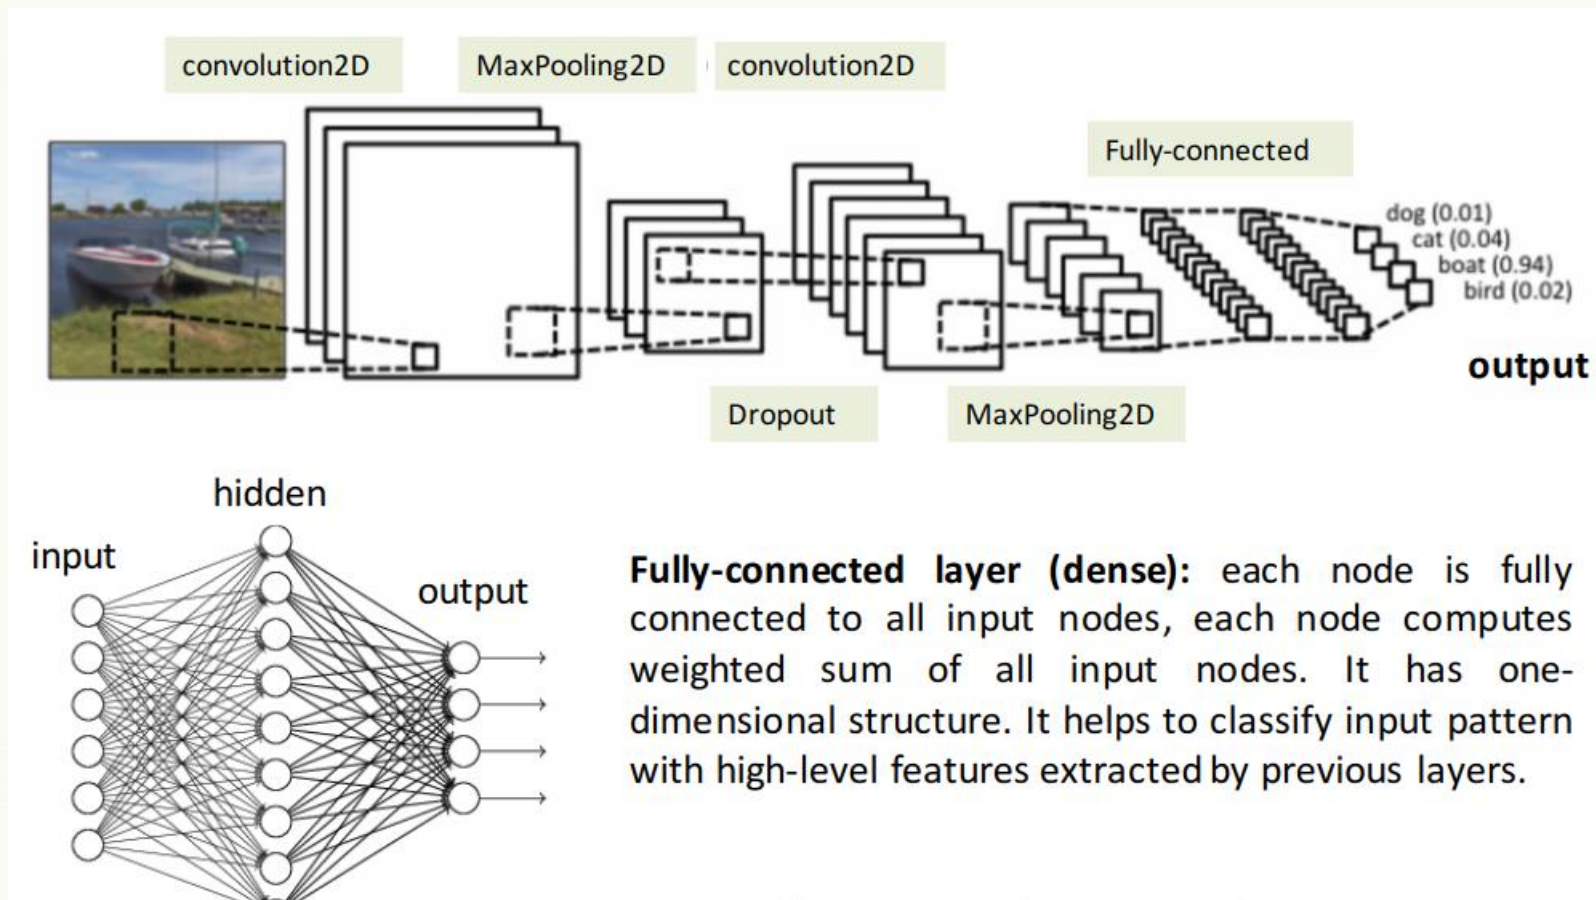 convolution2D
MaxPooling2D
convolution2D
Fully-connected
dog (0.01)
cat (0.04)
boat (0.94)
bird (0.02)
output
Dropout
MaxPooling2D
hidden
input
output
Fully-connected layer (dense): each node is fully
connected to all input nodes, each node computes
weighted sum of all input nodes. It has one-
dimensional structure. It helps to classify input pattern
with high-level features extracted by previous layers.